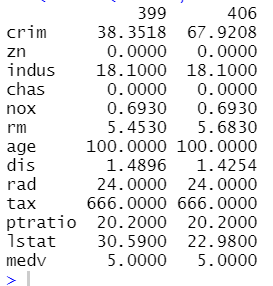 399 406
crim 38.3518 67.9208
zn 0.0000 0.0000
indus 18.1000 18.1000
chas 0.0000 0.0000
nox 0.6930 0.6930
rm 5.4530 5.6830
age 100.0000 100.0000
dis 1.4896 1.4254
rad 24.0000 24.0000
tax 666.0000 666.0000
ptratio 20.2000 20.2000
lstat 30.5900 22.9800
medv 5.0000 5.0000
>